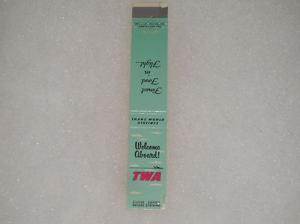 Finest
Food
in
Flight...
TRANS WORLD
AIRLINES
Welcome
Aboard!
TWA